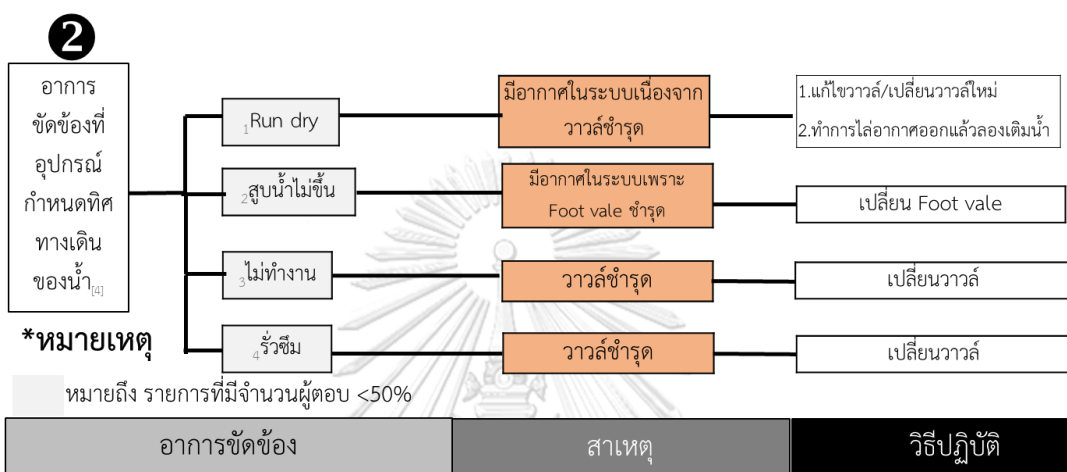 2
อาการ
ขัดข้องที่
อุปกรณ์
กำหนดทิศ
ทางเดิน
ของน้ำ[4]
1Run dry
มีอากาศในระบบเนื่องจาก
วาวล์ชำรุด
1.แก้ไขวาวล์/เปลี่ยนวาวล์ใหม่
2.ทำการไล่อากาศออกแล้วลองเติมน้ำ
2สูบน้ำไม่ขึ้น
มีอากาศในระบบเพราะ
Foot vale ชำรุด
เปลี่ยน Foot vale
3ไม่ทำงาน
วาวล์ชำรุด
เปลี่ยนวาวล์
4รั่วซึม
วาวล์ชำรุด
เปลี่ยนวาวล์
*หมายเหตุ
หมายถึง รายการที่มีจำนวนผู้ตอบ <50%
อาการขัดข้อง
สาเหตุ
วิธีปฏิบัติ